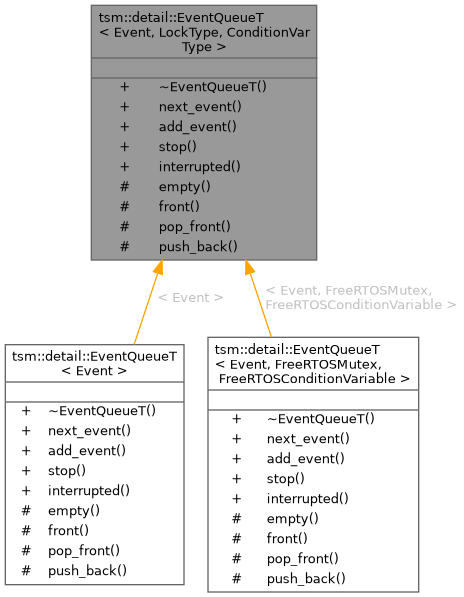 tsm::detail::EventQueueT
< Event, LockType, ConditionVar
Type >
+ ~EventQueueT()
+ next_event()
+ add_event()
+ stop()
+ interrupted()
# empty()
# front()
# pop_front()
# push_back()
< Event >
< Event, FreeRTOSMutex,
FreeRTOSConditionVariable >
tsm::detail::EventQueueT
< Event >
+ ~EventQueueT()
+ next_event()
+ add_event()
+ stop()
+ interrupted()
# empty()
# front()
# pop_front()
# push_back()
tsm::detail::EventQueueT
< Event, FreeRTOSMutex,
FreeRTOSConditionVariable >
+ ~EventQueueT()
+ next_event()
+ add_event()
+ stop()
+ interrupted()
# empty()
# front()
# pop_front()
# push_back()